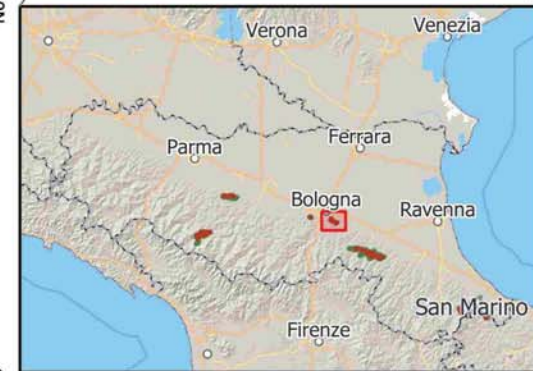 Verona
Venezia
Parma
Ferrara
Bologna
Ravenna
San Marino
Firenze